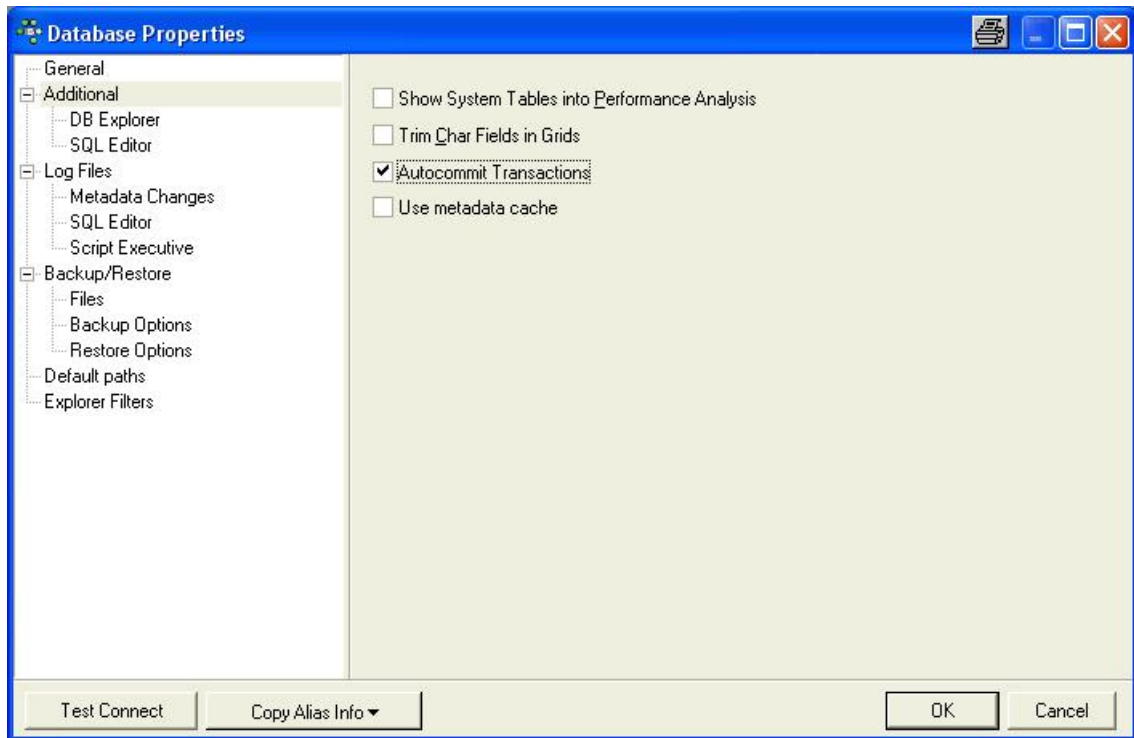 Database Properties
General
Additional
DB Explorer
SQL Editor
Log Files
Metadata Changes
SQL Editor
Script Executive
Backup/Restore
Files
Backup Options
Restore Options
Default paths
Explorer Filters
Show System Tables into Performance Analysis
Trim Char Fields in Grids
Autocommit Transactions
Use metadata cache
Test Connect
Copy Alias Info
OK
Cancel